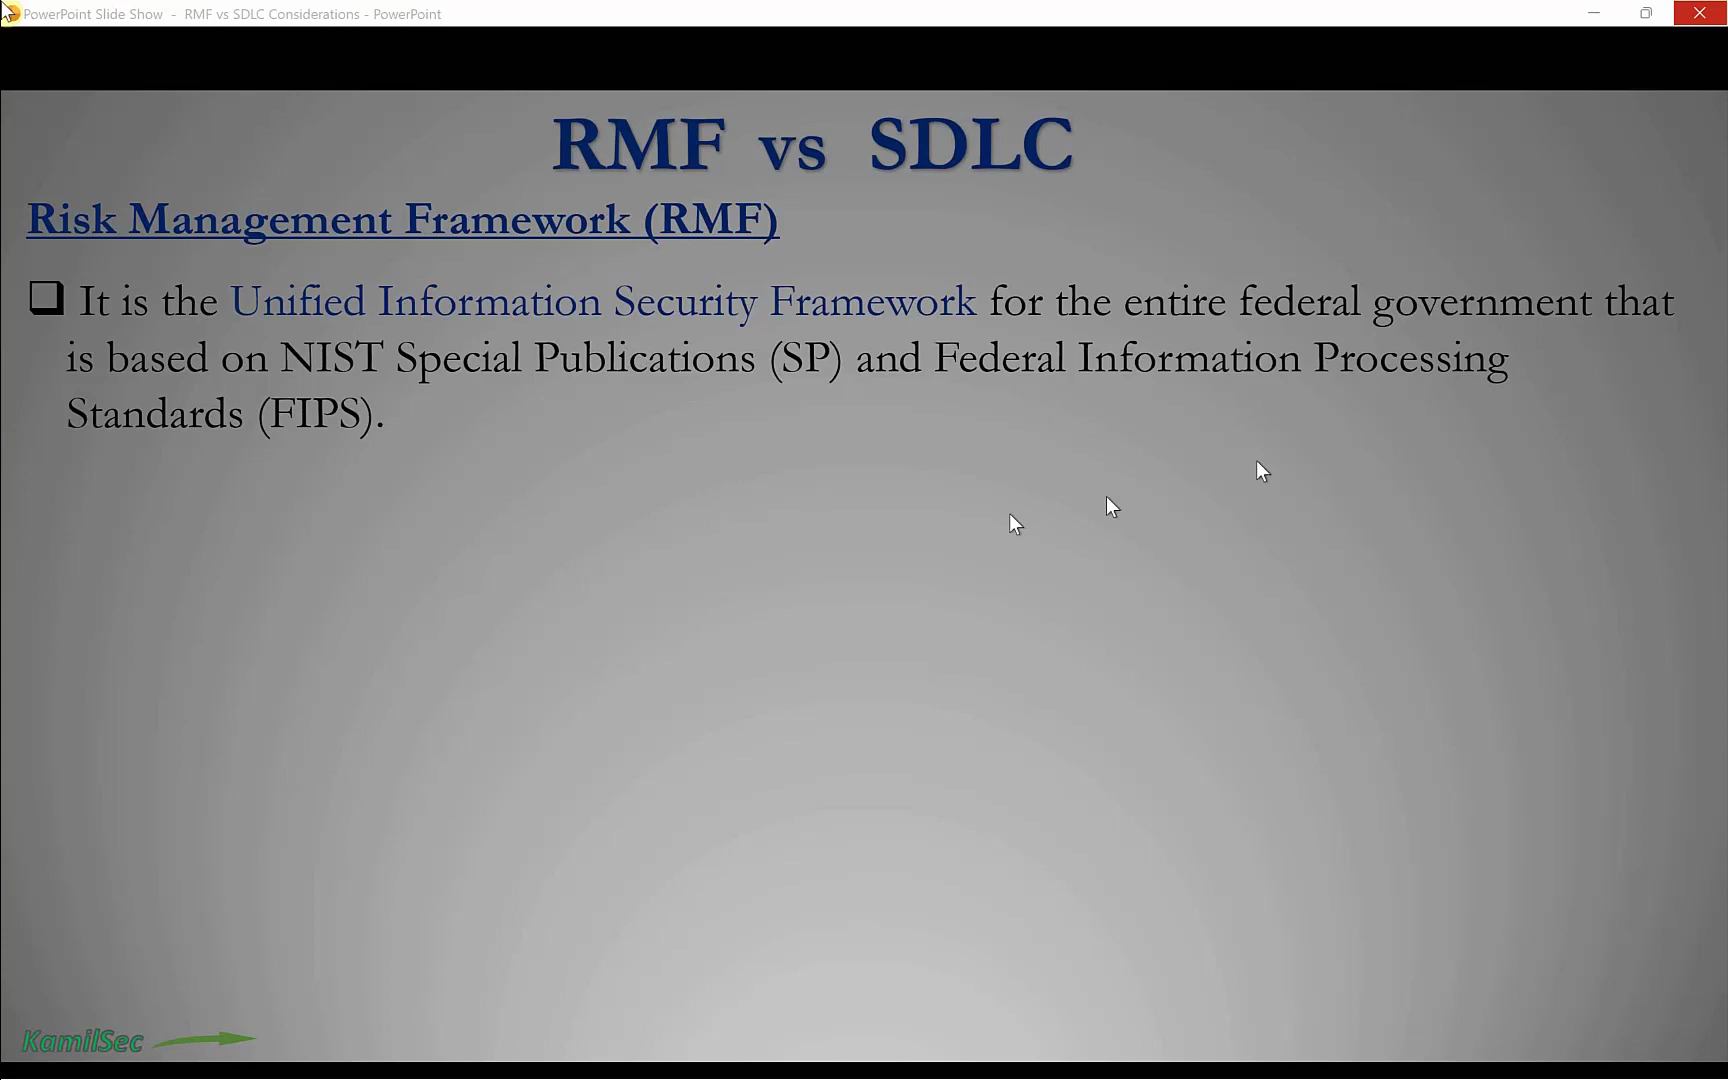 PowerPoint Slide Show - RMF vs SDLC Considerations - PowerPoint
RMF vs SDLC
Risk Management Framework (RMF)
It is the Unified Information Security Framework for the entire federal government that
is based on NIST Special Publications (SP) and Federal Information Processing
Standards (FIPS).
KamilSec